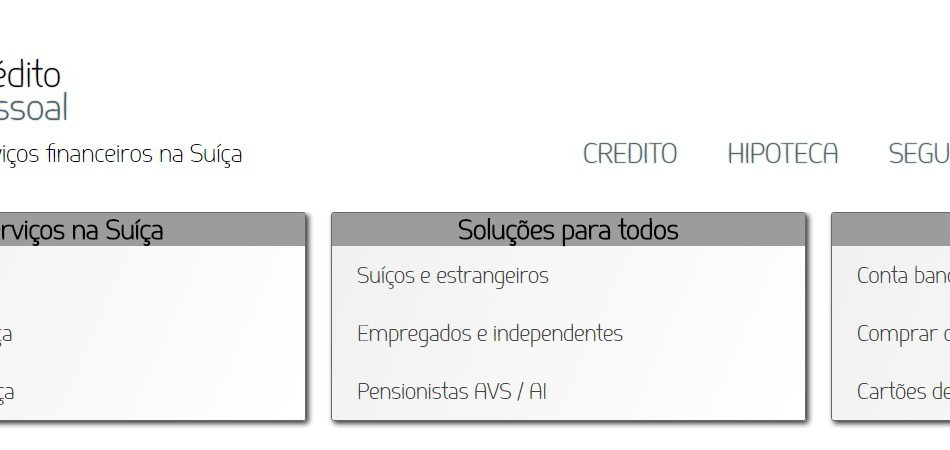 édito
ssoal
viços financeiros na Suíça
CREDITO HIPOTECA SEGU
rviços na Suíça
Soluções para todos
Suíços e estrangeiros
Conta banc
ça
Empregados e independentes
Comprar c
ça
Pensionistas AVS / AI
Cartões de